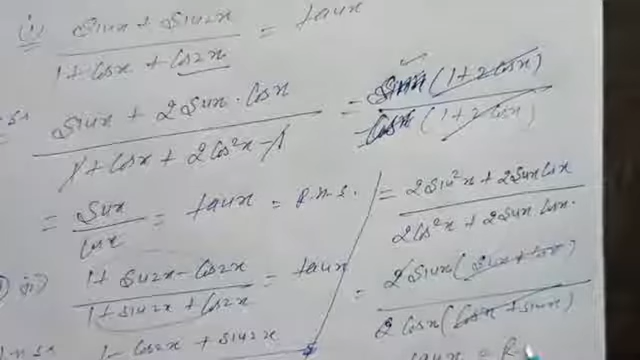 i) (sinx + sin2x) / (1 + cosx + cos2x) = tanx
(sinx + 2sinx · cosx) / (1 + cosx + 2cos²x - 1) = sinx (1 + 2cosx) / cosx (1 + 2cosx)
= sinx / cosx = tanx = R.H.S.
ii) (1 + sin2x - cos2x) / (1 + sin2x + cos2x) = tanx
1 - cos2x + sin2x
= (2sin²x + 2sinx cosx) / (2cos²x + 2sinx · cosx)
= 2sinx (sinx + cosx) / 2cosx (cosx + sinx)
tanx = R